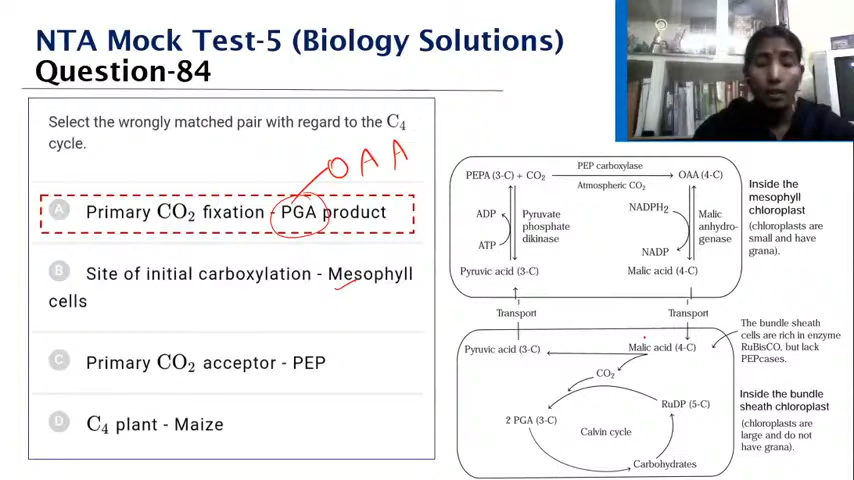 NTA Mock Test-5 (Biology Solutions)
Question-84
Select the wrongly matched pair with regard to the C₄
cycle.
OAA
A Primary CO₂ fixation - PGA product
B Site of initial carboxylation - Mesophyll
cells
C Primary CO₂ acceptor - PEP
D C₄ plant - Maize
PEPA (3-C) + CO₂
PEP carboxylase
Atmospheric CO₂
OAA (4-C)
ADP
ATP
Pyruvate
phosphate
dikinase
NADPH₂
NADP
Malic
anhydro-
genase
Pyruvic acid (3-C)
Malic acid (4-C)
Inside the
mesophyll
chloroplast
(chloroplasts are
small and have
grana).
Transport
Transport
Pyruvic acid (3-C)
Malic acid (4-C)
CO₂
RuDP (5-C)
2 PGA (3-C)
Calvin cycle
Carbohydrates
The bundle sheath
cells are rich in enzyme
RuBisCO, but lack
PEPcases.
Inside the bundle
sheath chloroplast
(chloroplasts are
large and do not
have grana).